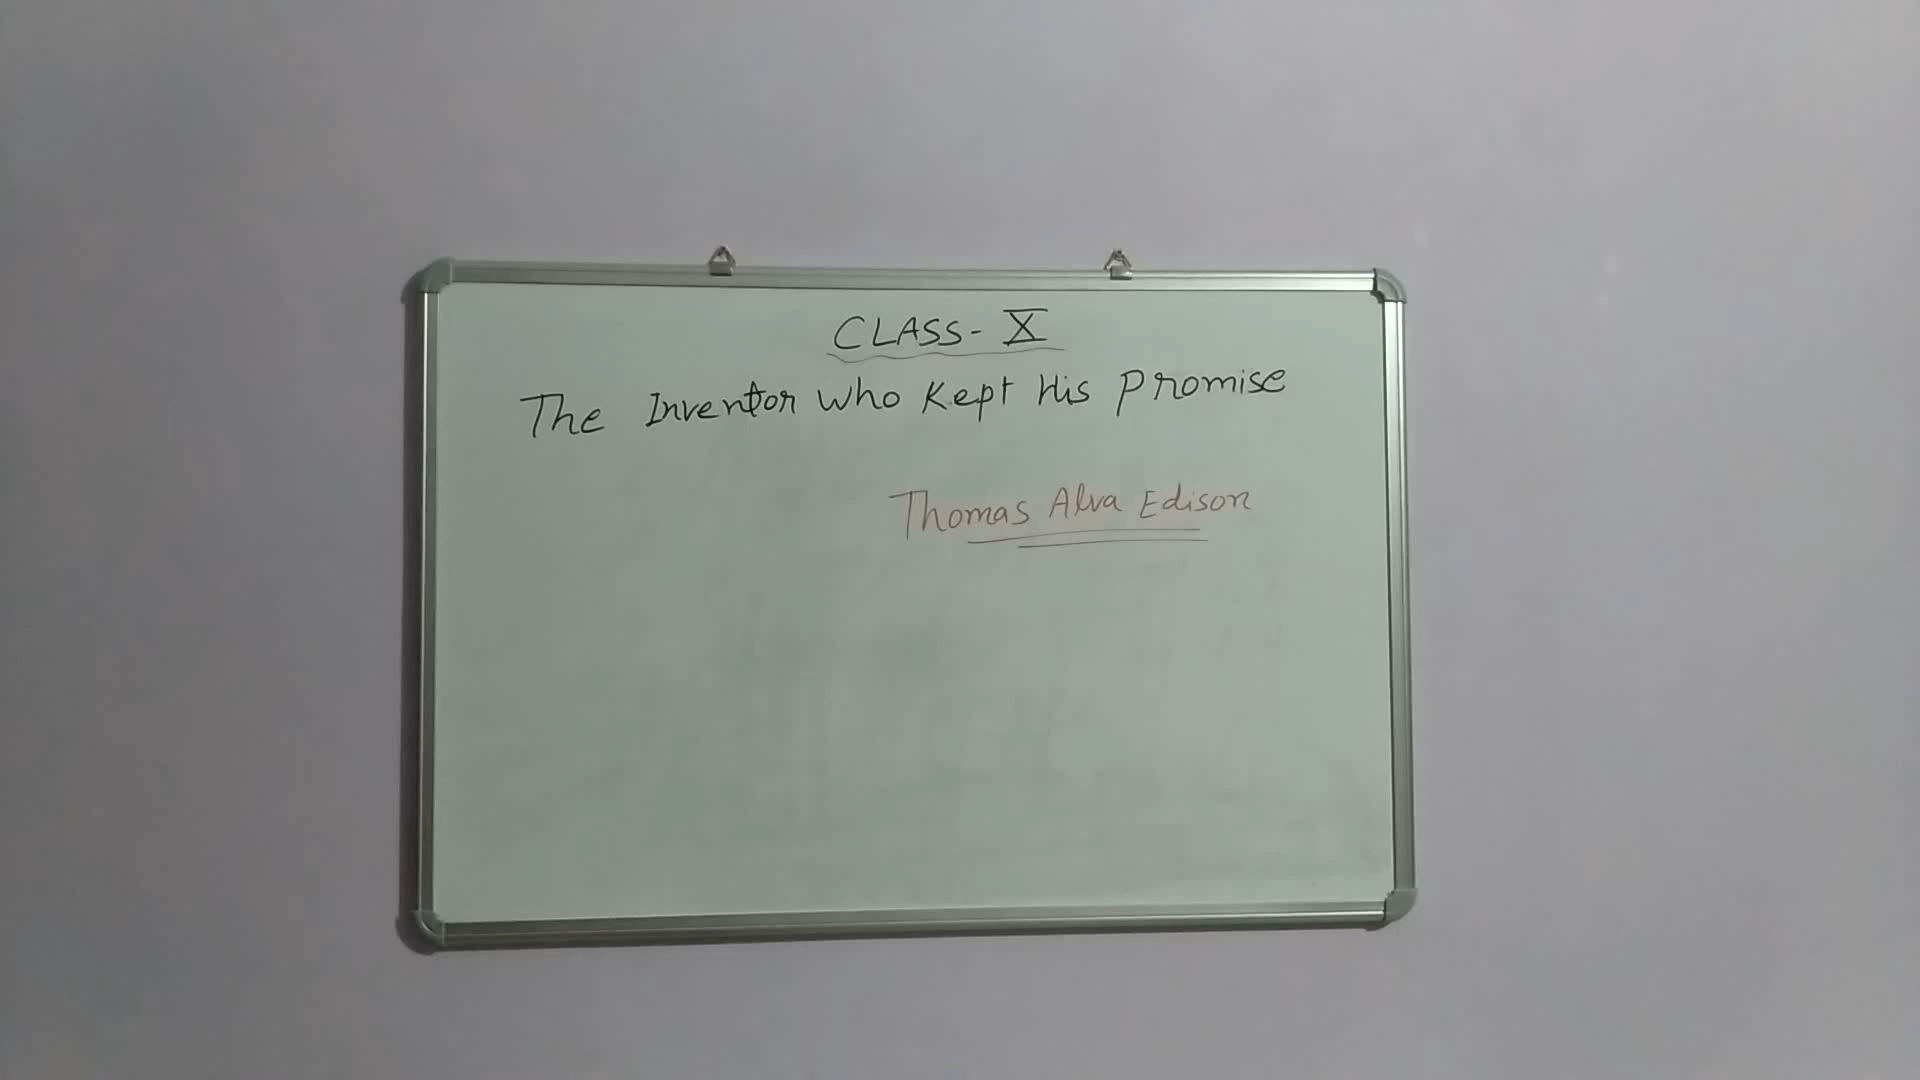 CLASS- X
The Inventor Who Kept His Promise
Thomas Alva Edison